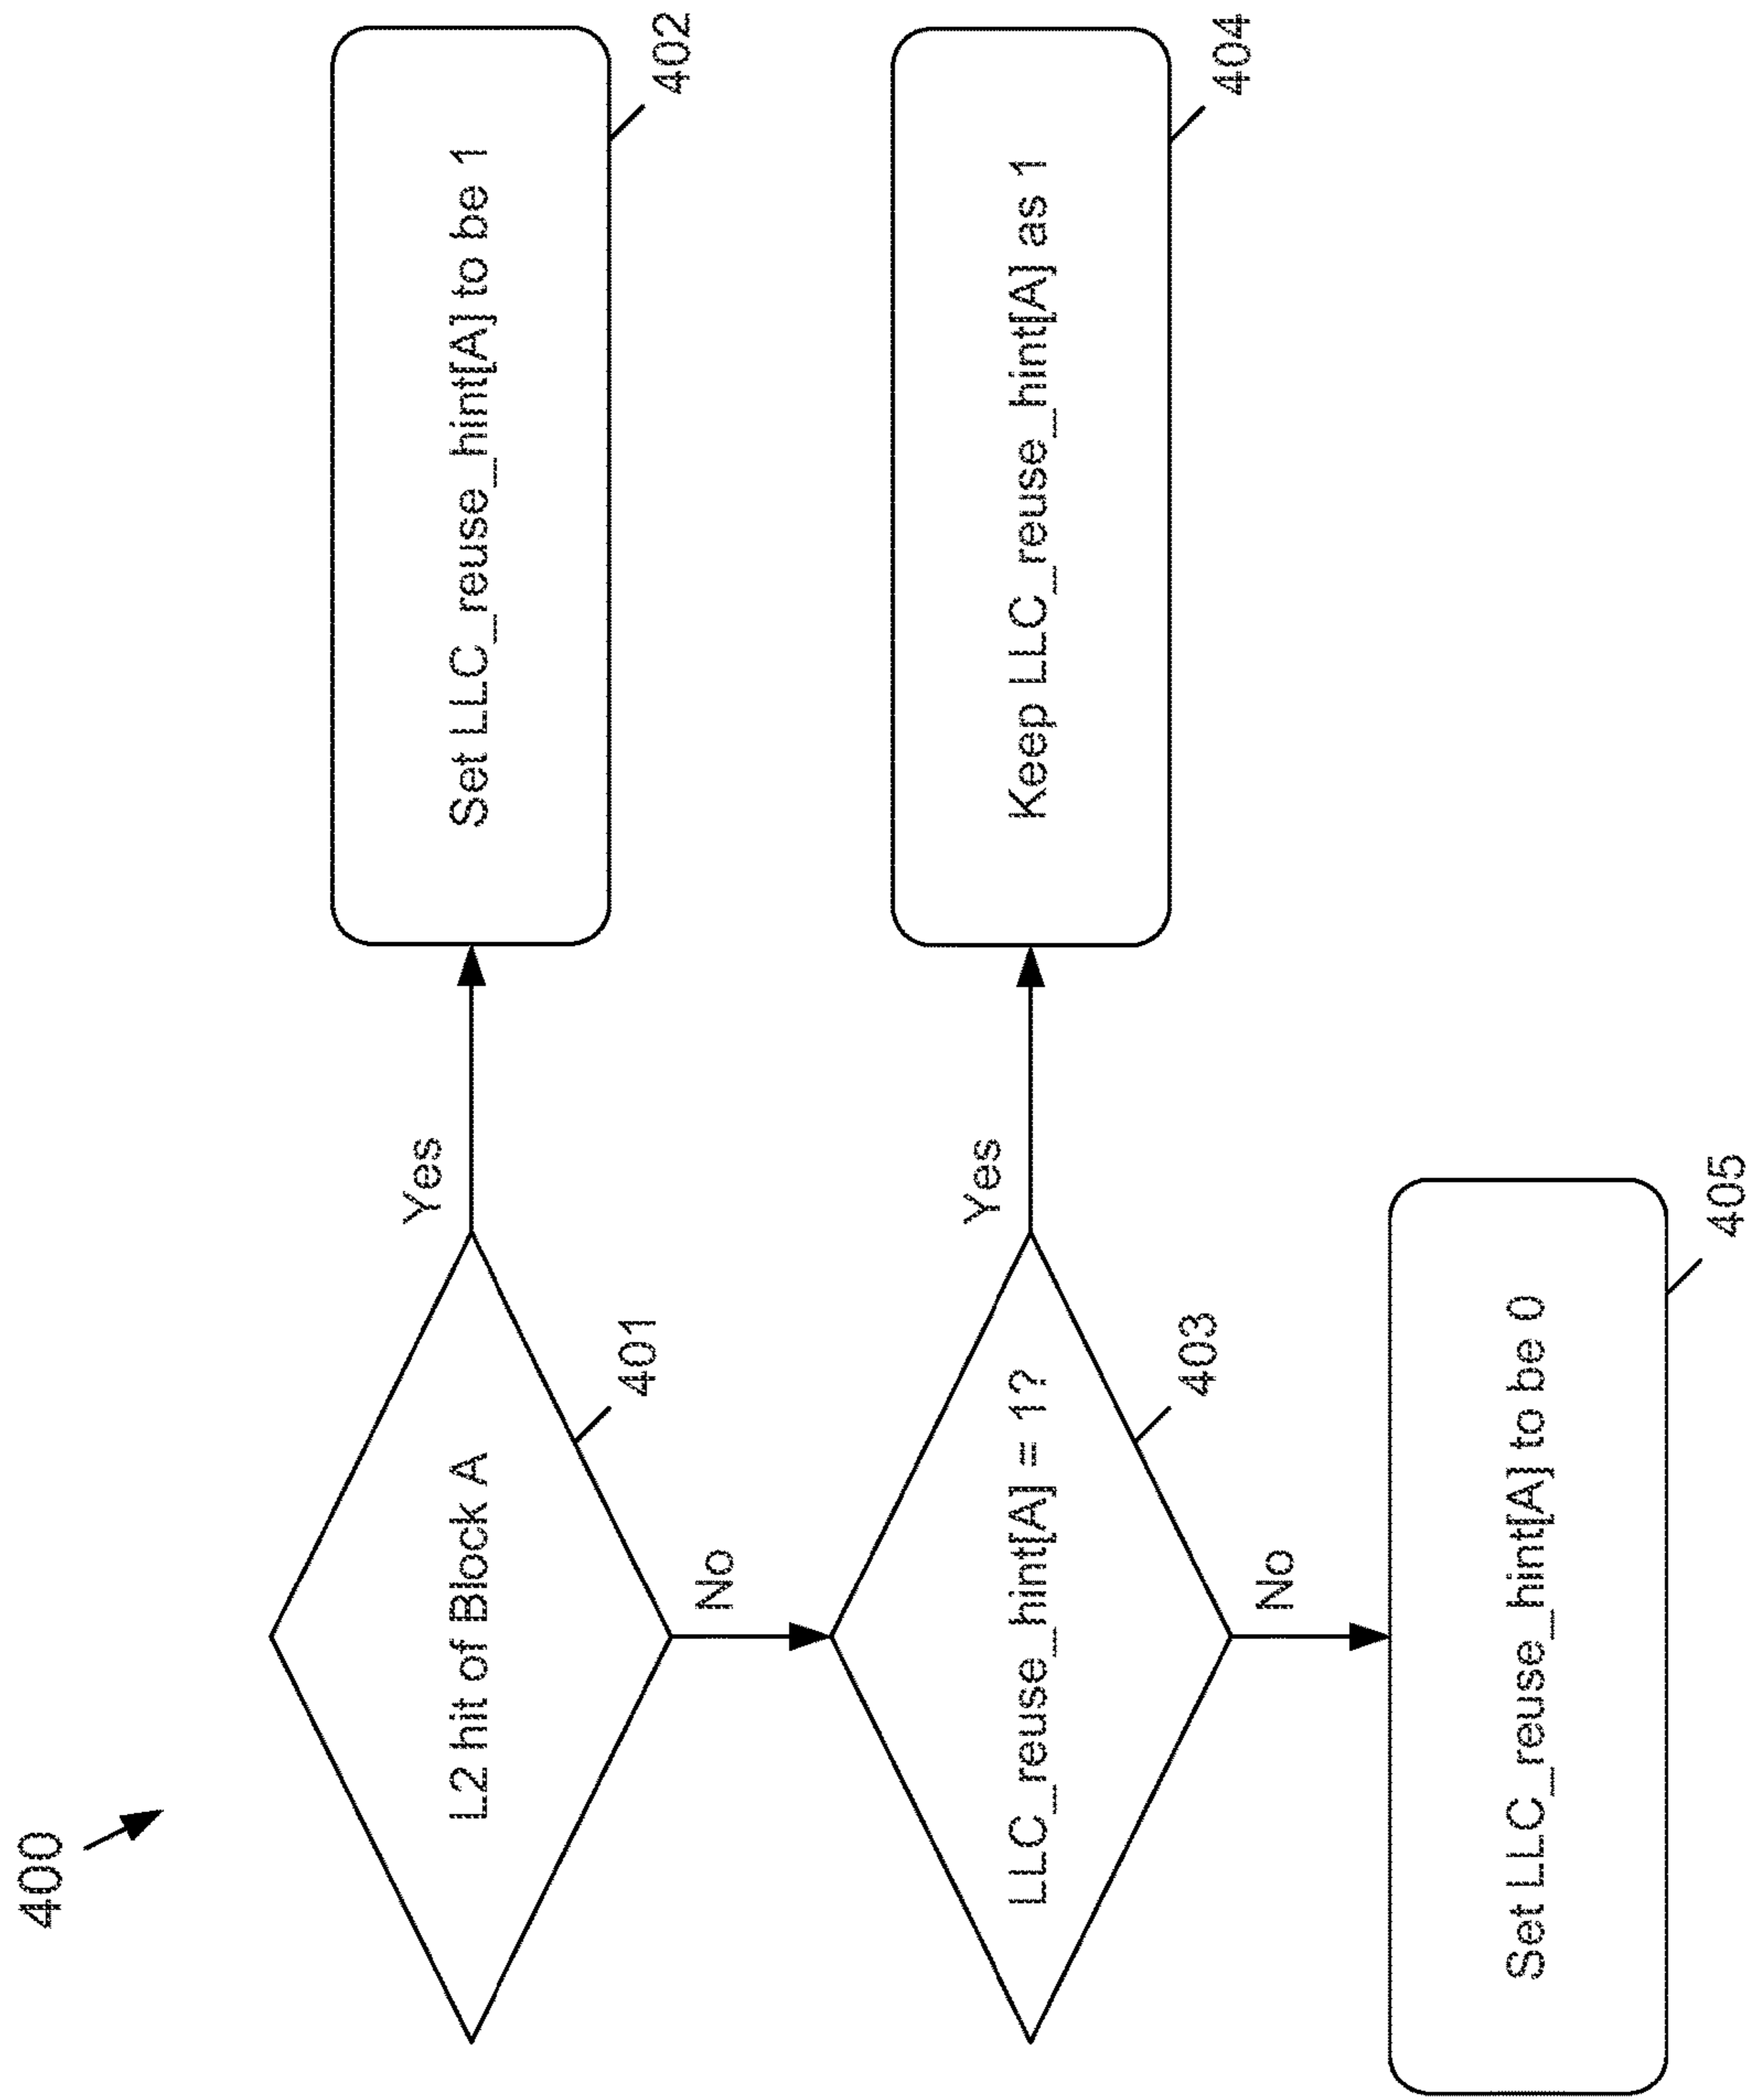 400
L2 hit of Block A
401
Yes
Set LLC_reuse_hint[A] to be 1
402
No
LLC_reuse_hint[A] = 1?
403
Yes
Keep LLC_reuse_hint[A] as 1
404
No
Set LLC_reuse_hint[A] to be 0
405